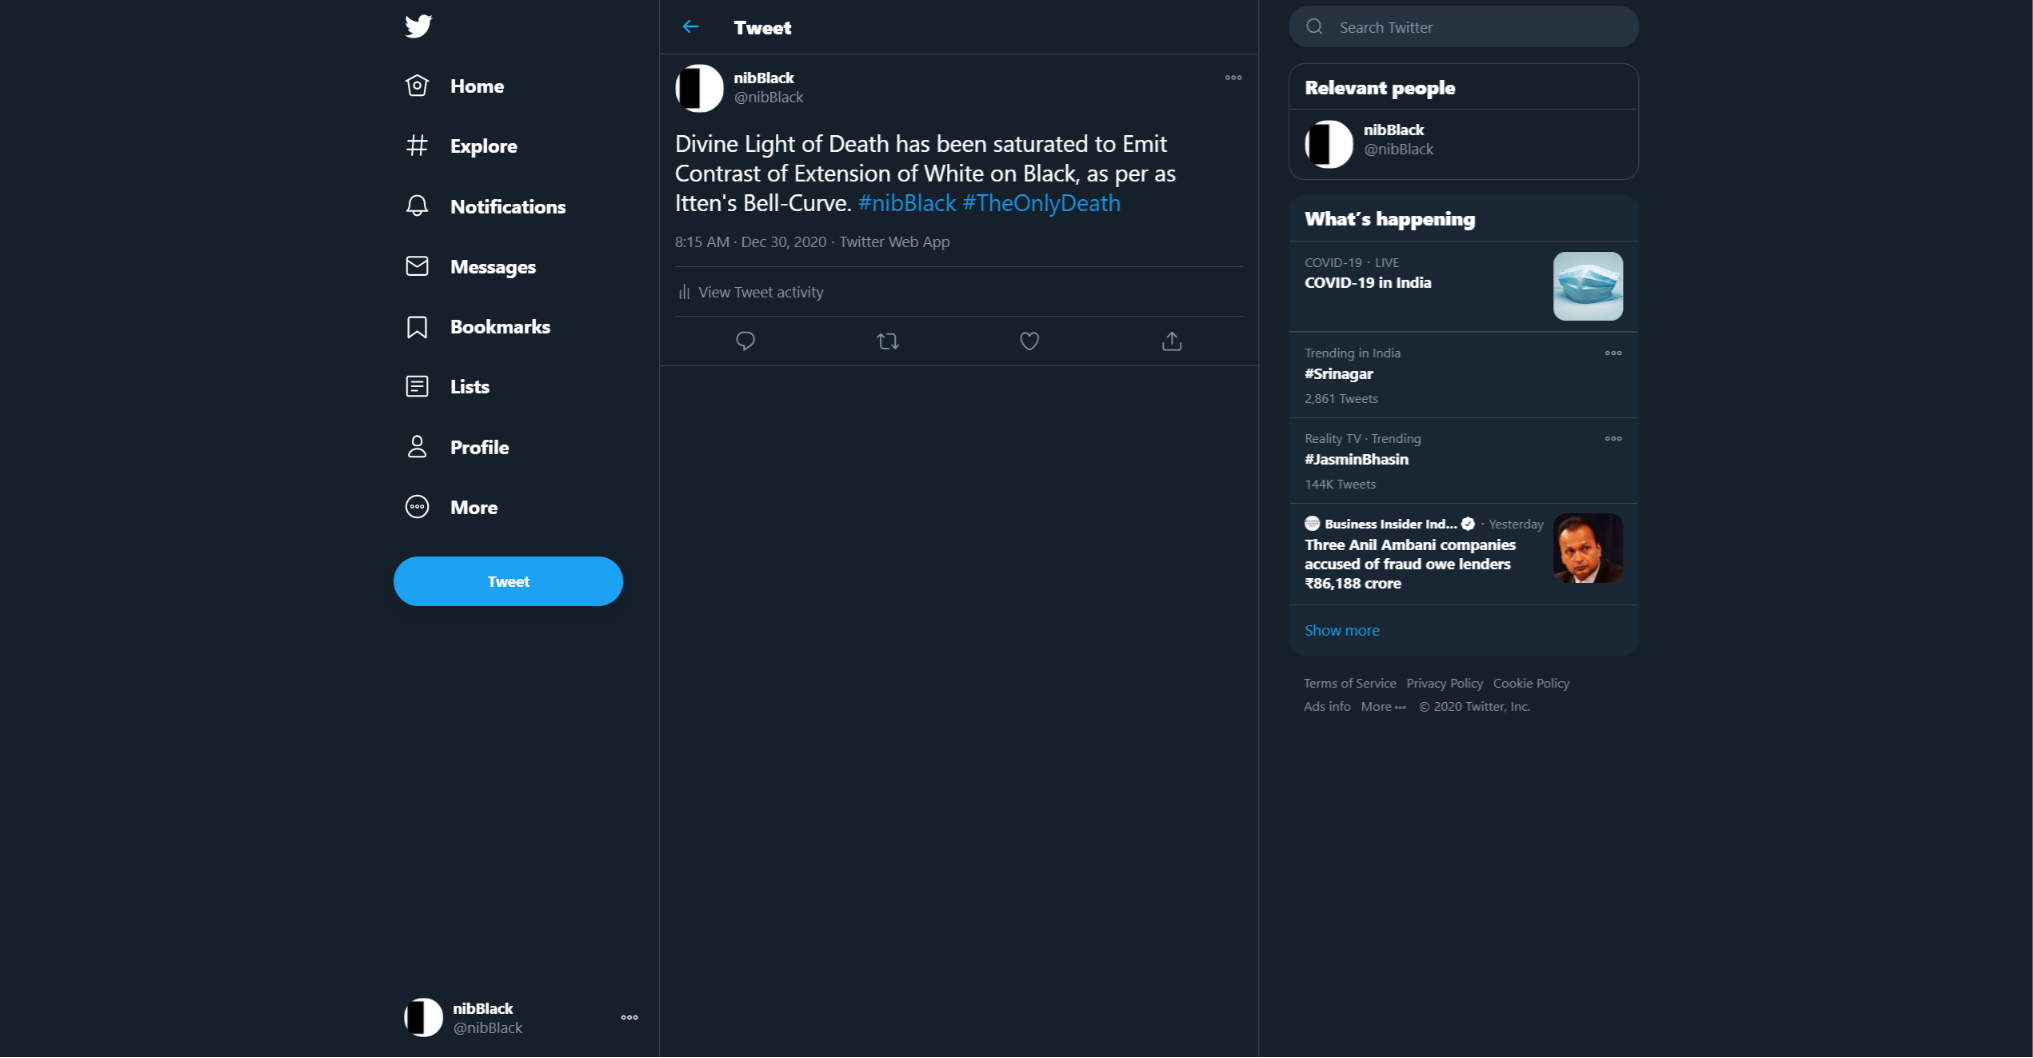 Home
Explore
Notifications
Messages
Bookmarks
Lists
Profile
More
Tweet
nibBlack
@nibBlack
Tweet
nibBlack
@nibBlack
Divine Light of Death has been saturated to Emit
Contrast of Extension of White on Black, as per as
Itten's Bell-Curve. #nibBlack #TheOnlyDeath
8:15 AM · Dec 30, 2020 · Twitter Web App
View Tweet activity
Search Twitter
Relevant people
nibBlack
@nibBlack
What's happening
COVID-19 · LIVE
COVID-19 in India
Trending in India
#Srinagar
2,861 Tweets
Reality TV · Trending
#JasminBhasin
144K Tweets
Business Insider Ind... · Yesterday
Three Anil Ambani companies
accused of fraud owe lenders
₹86,188 crore
Show more
Terms of Service Privacy Policy Cookie Policy
Ads info More ··· © 2020 Twitter, Inc.